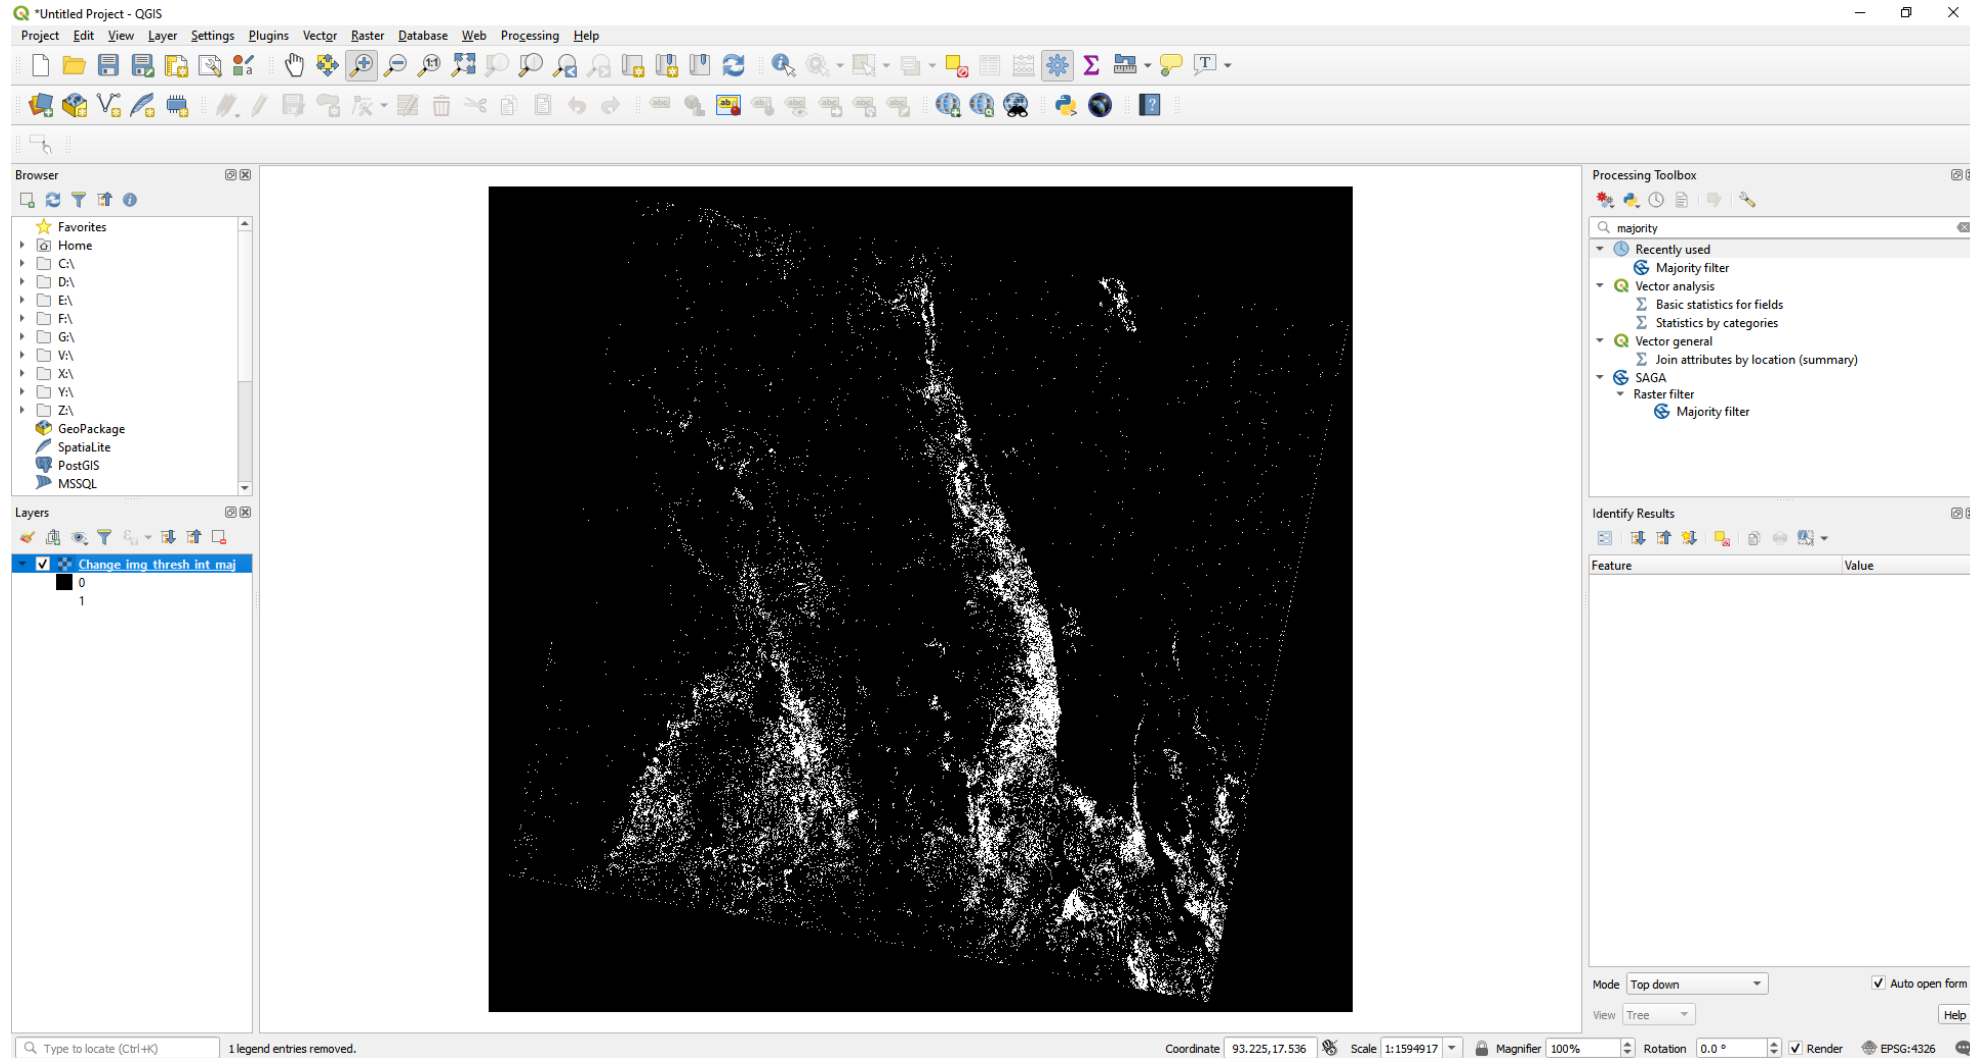 *Untitled Project - QGIS
Project Edit View Layer Settings Plugins Vector Raster Database Web Processing Help
Browser
Favorites
Home
C:\
D:\
E:\
F:\
G:\
V:\
X:\
Y:\
Z:\
GeoPackage
SpatiaLite
PostGIS
MSSQL
Layers
Change_img_thresh_int_maj
0
1
Processing Toolbox
majority
Recently used
Majority filter
Vector analysis
Basic statistics for fields
Statistics by categories
Vector general
Join attributes by location (summary)
SAGA
Raster filter
Majority filter
Identify Results
Feature Value
Mode Top down Auto open form
View Tree Help
Type to locate (Ctrl+K) 1 legend entries removed. Coordinate 93.225,17.536 Scale 1:1594917 Magnifier 100% Rotation 0.0 ° Render EPSG:4326